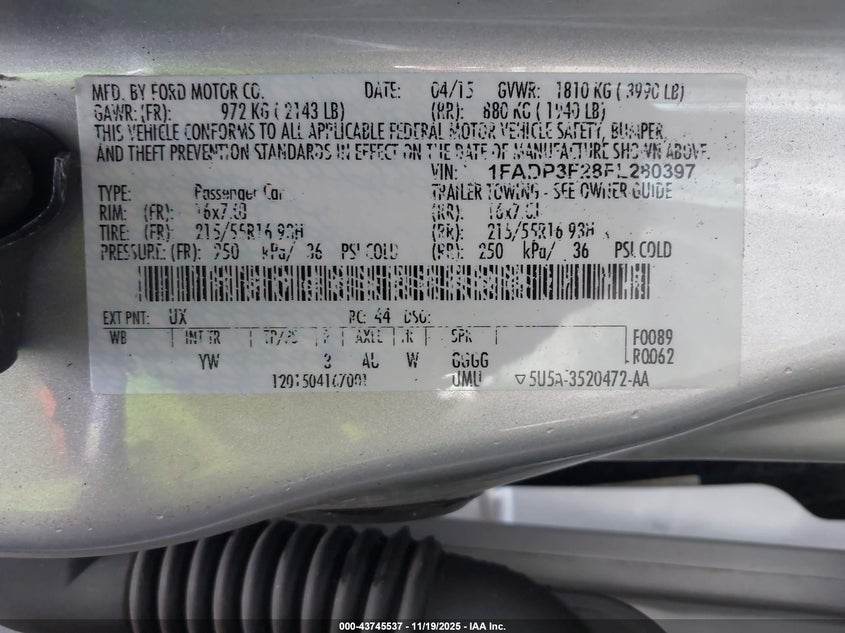 MFD. BY FORD MOTOR CO. DATE: 04/15 GVWR: 1810 KG ( 3990 LB)
GAWR: (FR): 972 KG ( 2143 LB) (RR): 880 KG ( 1940 LB)
THIS VEHICLE CONFORMS TO ALL APPLICABLE FEDERAL MOTOR VEHICLE SAFETY, BUMPER,
AND THEFT PREVENTION STANDARDS IN EFFECT ON THE DATE OF MANUFACTURE SHOWN ABOVE.
VIN: 1FADP3F28FL280397
TYPE: Passenger Car TRAILER TOWING - SEE OWNER GUIDE
RIM: (FR): 16x7.0J (RR): 16x7.0J
TIRE: (FR): 215/55R16 93H (RR): 215/55R16 93H
PRESSURE: (FR): 250 kPa/ 36 PSI COLD (RR): 250 kPa/ 36 PSI COLD
EXT PNT: UX RC: 44 DSO:
WB INT TR TP/PS R AXLE TR SPR F0089
YW 3 AU W GGGG R0062
UMU ▽5U5A-3520472-AA
000-43745537 - 11/19/2025 - IAA Inc.